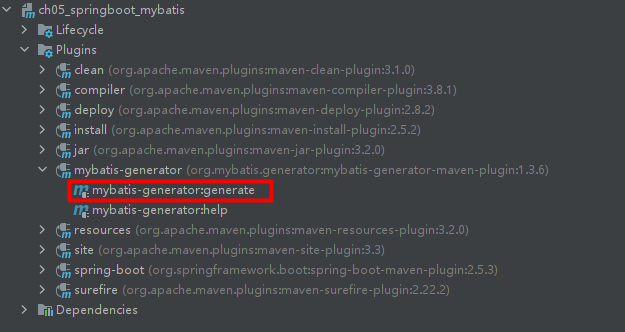 ch05_springboot_mybatis
Lifecycle
Plugins
clean (org.apache.maven.plugins:maven-clean-plugin:3.1.0)
compiler (org.apache.maven.plugins:maven-compiler-plugin:3.8.1)
deploy (org.apache.maven.plugins:maven-deploy-plugin:2.8.2)
install (org.apache.maven.plugins:maven-install-plugin:2.5.2)
jar (org.apache.maven.plugins:maven-jar-plugin:3.2.0)
mybatis-generator (org.mybatis.generator:mybatis-generator-maven-plugin:1.3.6)
mybatis-generator:generate
mybatis-generator:help
resources (org.apache.maven.plugins:maven-resources-plugin:3.2.0)
site (org.apache.maven.plugins:maven-site-plugin:3.3)
spring-boot (org.springframework.boot:spring-boot-maven-plugin:2.5.3)
surefire (org.apache.maven.plugins:maven-surefire-plugin:2.22.2)
Dependencies